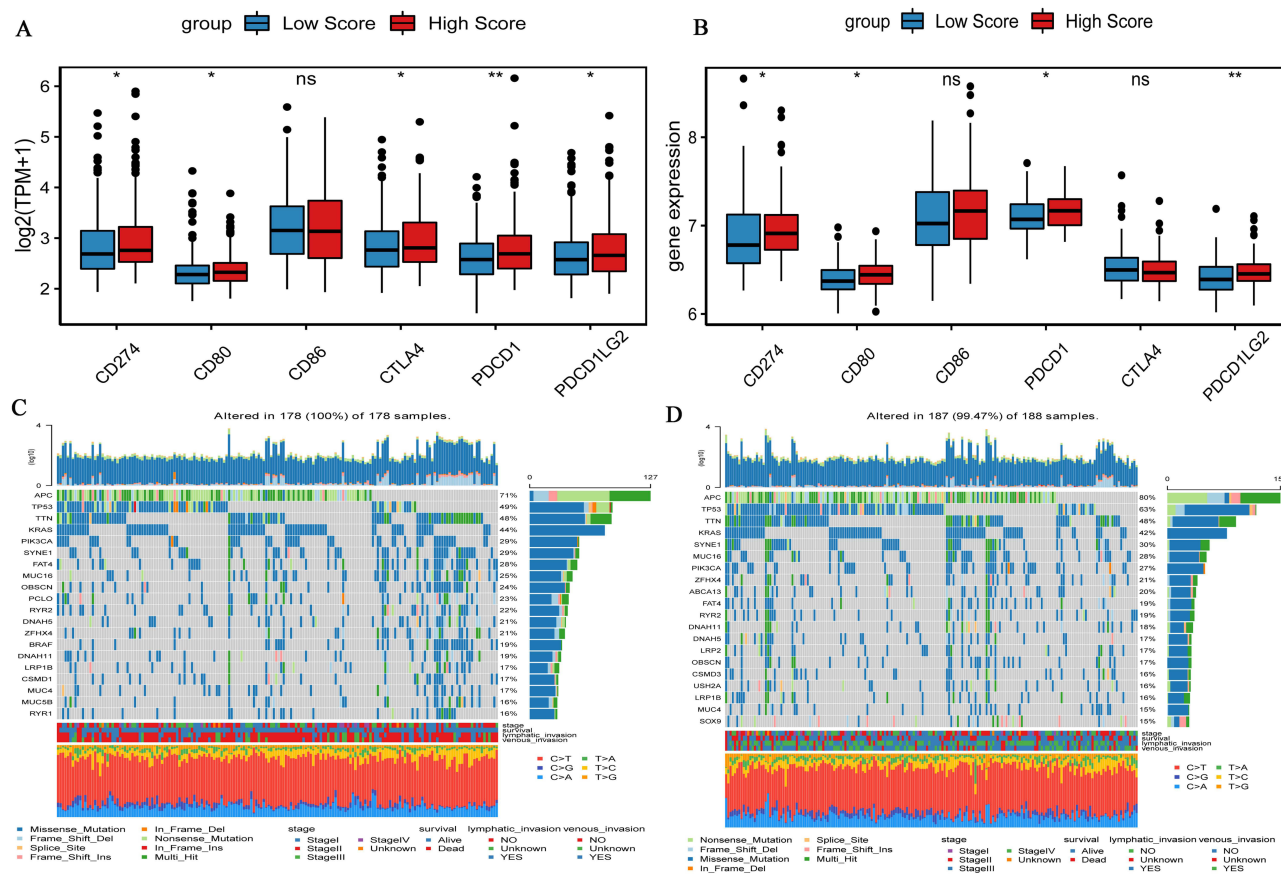 A
group Low Score High Score
* * ns * ** *
log2(TPM+1)
6
5
4
3
2
CD274 CD80 CD86 CTLA4 PDCD1 PDCD1LG2
B
group Low Score High Score
* * ns * ns **
gene expression
8
7
6
CD274 CD80 CD86 PDCD1 CTLA4 PDCD1LG2
C
Altered in 178 (100%) of 178 samples.
4
(log10)
0
0 127
APC 71%
TP53 49%
TTN 48%
KRAS 44%
PIK3CA 29%
SYNE1 29%
FAT4 28%
MUC16 25%
OBSCN 24%
PCLO 23%
RYR2 22%
DNAH5 21%
ZFHX4 21%
BRAF 19%
DNAH11 19%
LRP1B 17%
CSMD1 17%
MUC4 17%
MUC5B 16%
RYR1 16%
stage
survival
lymphatic_invasion
venous_invasion
C>T T>A
C>G T>C
C>A T>G
Missense_Mutation In_Frame_Del stage survival lymphatic_invasion venous_invasion
Frame_Shift_Del Nonsense_Mutation StageI StageIV Alive NO NO
Splice_Site In_Frame_Ins StageII Unknown Dead Unknown Unknown
Frame_Shift_Ins Multi_Hit StageIII YES YES
D
Altered in 187 (99.47%) of 188 samples.
4
(log10)
0
0 15
APC 80%
TP53 63%
TTN 48%
KRAS 42%
SYNE1 30%
MUC16 28%
PIK3CA 27%
ZFHX4 21%
ABCA13 20%
FAT4 19%
RYR2 19%
DNAH11 18%
DNAH5 17%
LRP2 17%
OBSCN 17%
CSMD3 16%
USH2A 16%
LRP1B 16%
MUC4 15%
SOX9 15%
stage
survival
lymphatic_invasion
venous_invasion
C>T T>A
C>G T>C
C>A T>G
Nonsense_Mutation Splice_Site stage survival lymphatic_invasion venous_invasion
Frame_Shift_Del Frame_Shift_Ins StageI StageIV Alive NO NO
Missense_Mutation Multi_Hit StageII Unknown Dead Unknown Unknown
In_Frame_Del StageIII YES YES